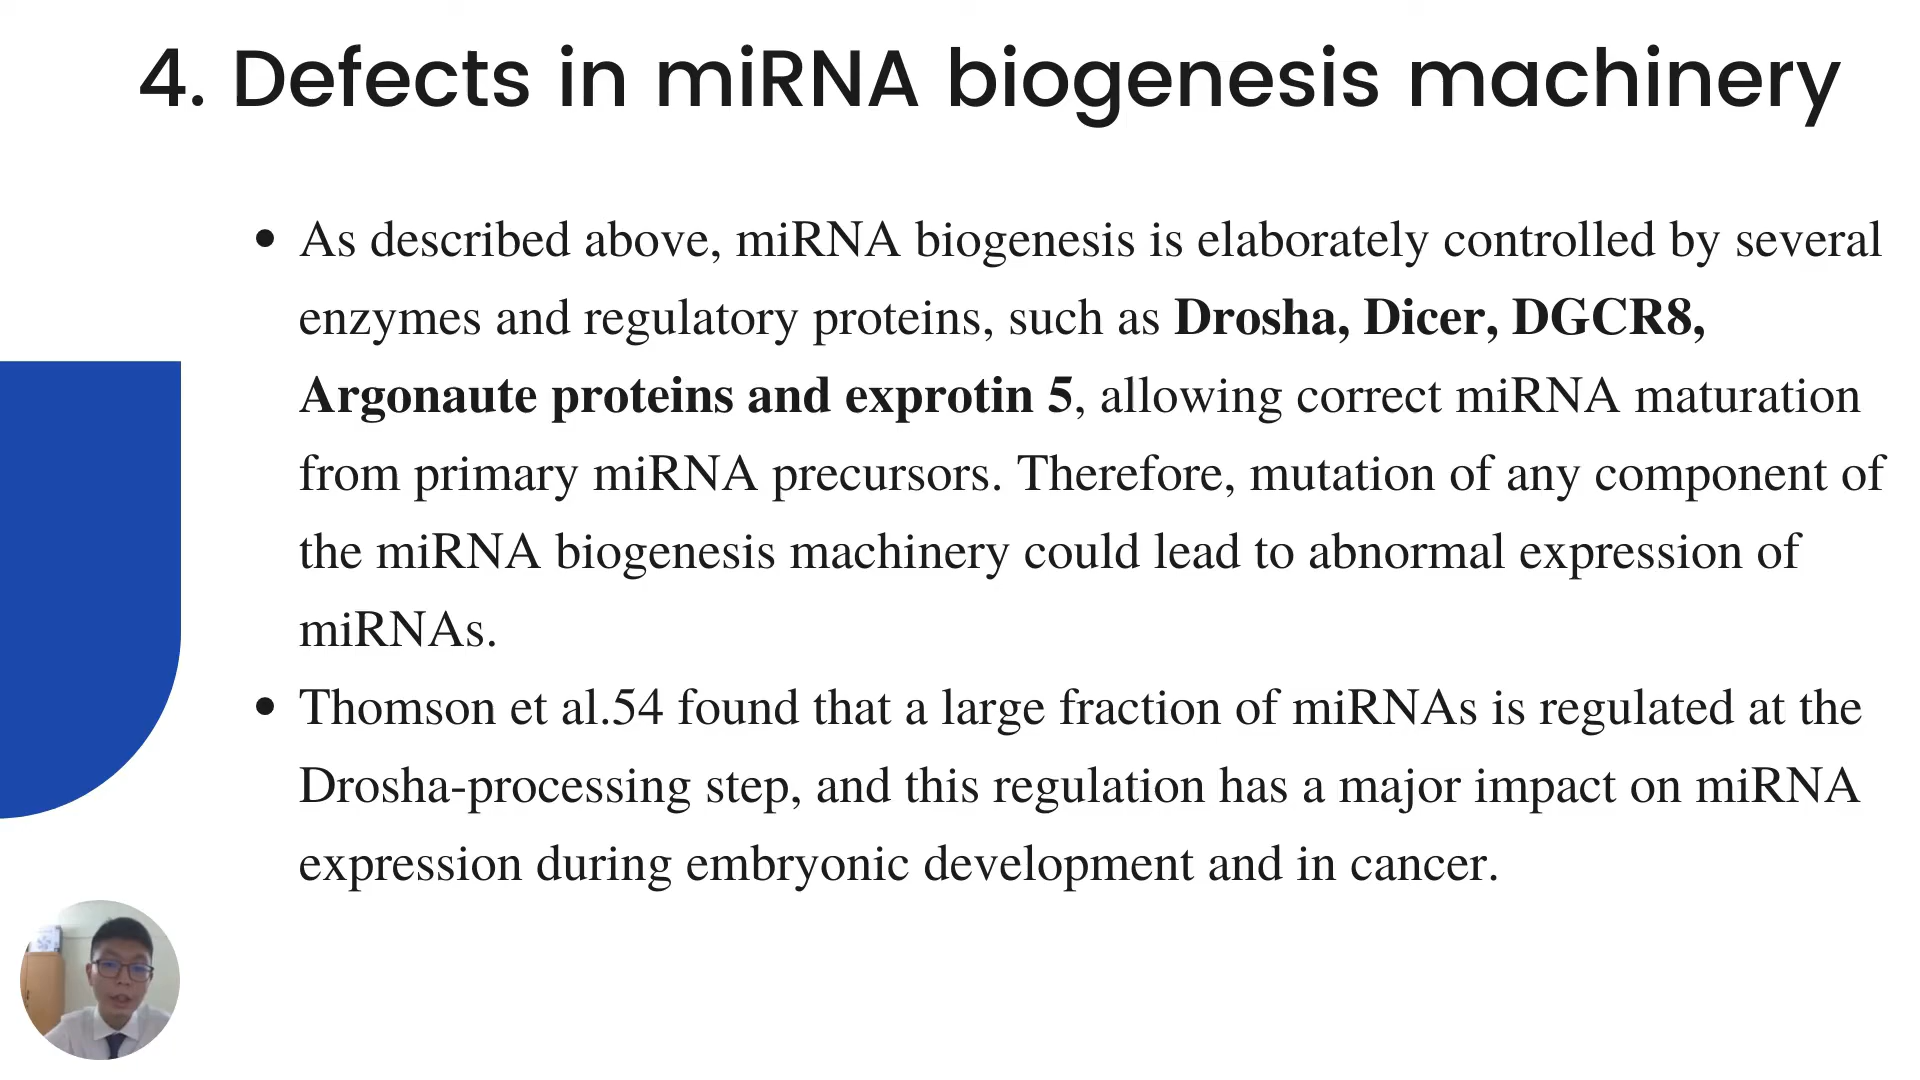 4. Defects in miRNA biogenesis machinery
• As described above, miRNA biogenesis is elaborately controlled by several
enzymes and regulatory proteins, such as Drosha, Dicer, DGCR8,
Argonaute proteins and exprotin 5, allowing correct miRNA maturation
from primary miRNA precursors. Therefore, mutation of any component of
the miRNA biogenesis machinery could lead to abnormal expression of
miRNAs.
• Thomson et al.54 found that a large fraction of miRNAs is regulated at the
Drosha-processing step, and this regulation has a major impact on miRNA
expression during embryonic development and in cancer.